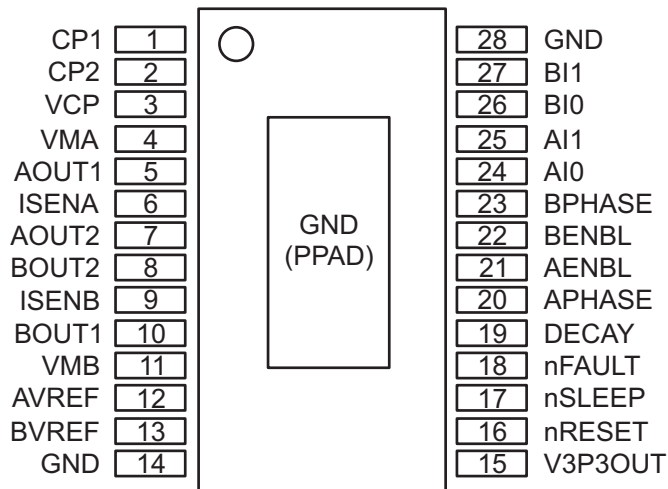 CP1 1 28 GND
CP2 2 27 BI1
VCP 3 26 BI0
VMA 4 25 AI1
AOUT1 5 24 AI0
ISENA 6 23 BPHASE
AOUT2 7 GND 22 BENBL
BOUT2 8 (PPAD) 21 AENBL
ISENB 9 20 APHASE
BOUT1 10 19 DECAY
VMB 11 18 nFAULT
AVREF 12 17 nSLEEP
BVREF 13 16 nRESET
GND 14 15 V3P3OUT